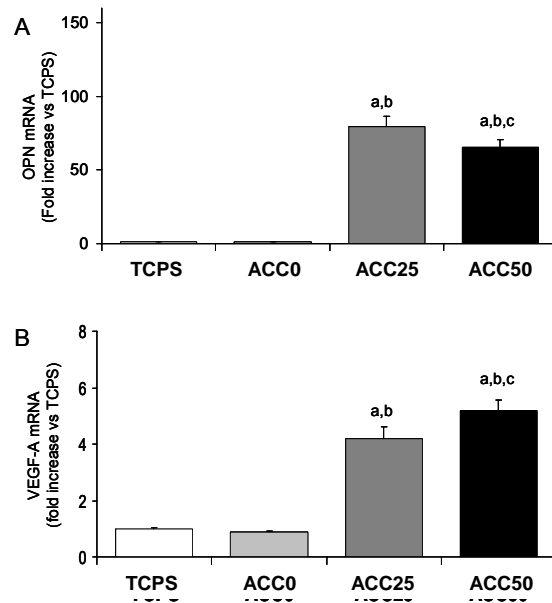 A
OPN mRNA
(Fold increase vs TCPS)
150
100
50
0
a,b
a,b,c
TCPS ACC0 ACC25 ACC50
B
VEGF-A mRNA
(fold increase vs TCPS)
8
6
4
2
0
a,b
a,b,c
TCPS ACC0 ACC25 ACC50